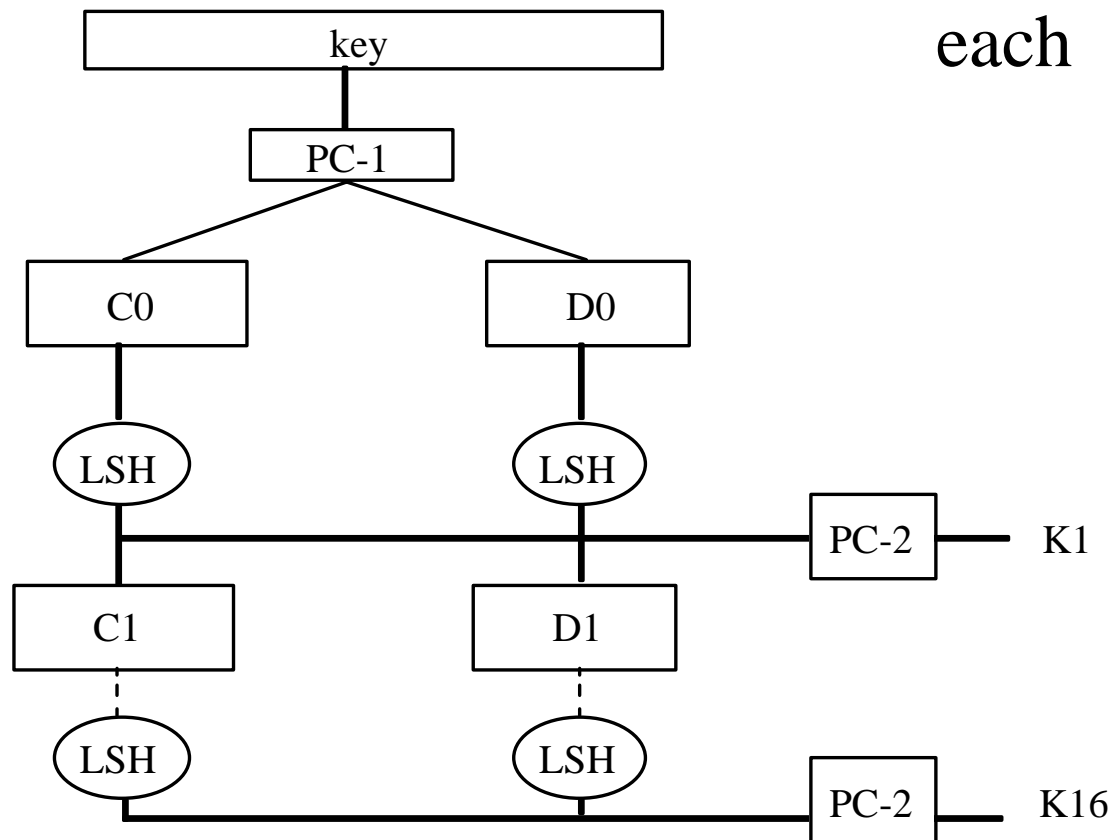 each
key
PC-1
C0 D0
LSH LSH
PC-2 K1
C1 D1
LSH LSH
PC-2 K16